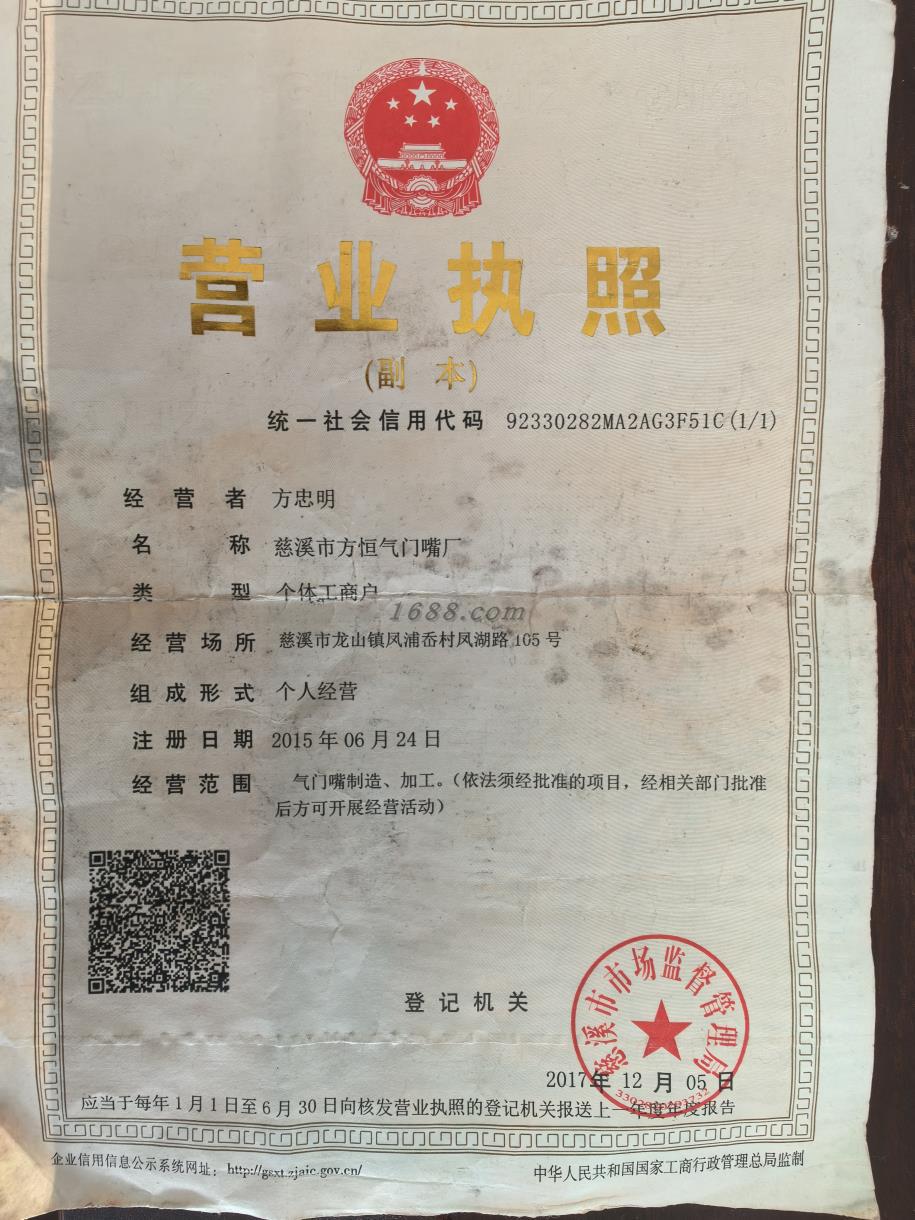 营业执照
(副 本)
统一社会信用代码 92330282MA2AG3F51C(1/1)
经营者 方忠明
名称 慈溪市方恒气门嘴厂
类型 个体工商户
1688.com
经营场所 慈溪市龙山镇凤浦岙村凤湖路105号
组成形式 个人经营
注册日期 2015年06月24日
经营范围 气门嘴制造、加工。(依法须经批准的项目，经相关部门批准
后方可开展经营活动)
登记机关
慈溪市市场监督管理局
2017年12月05日
应当于每年1月1日至6月30日向核发营业执照的登记机关报送上一年度年度报告
企业信用信息公示系统网址：http://gsxt.zjaic.gov.cn/
中华人民共和国国家工商行政管理总局监制